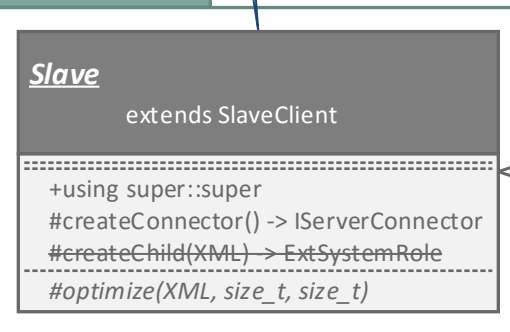 Slave
extends SlaveClient
+using super::super
#createConnector() -> IServerConnector
#createChild(XML) -> ExtSystemRole
#optimize(XML, size_t, size_t)